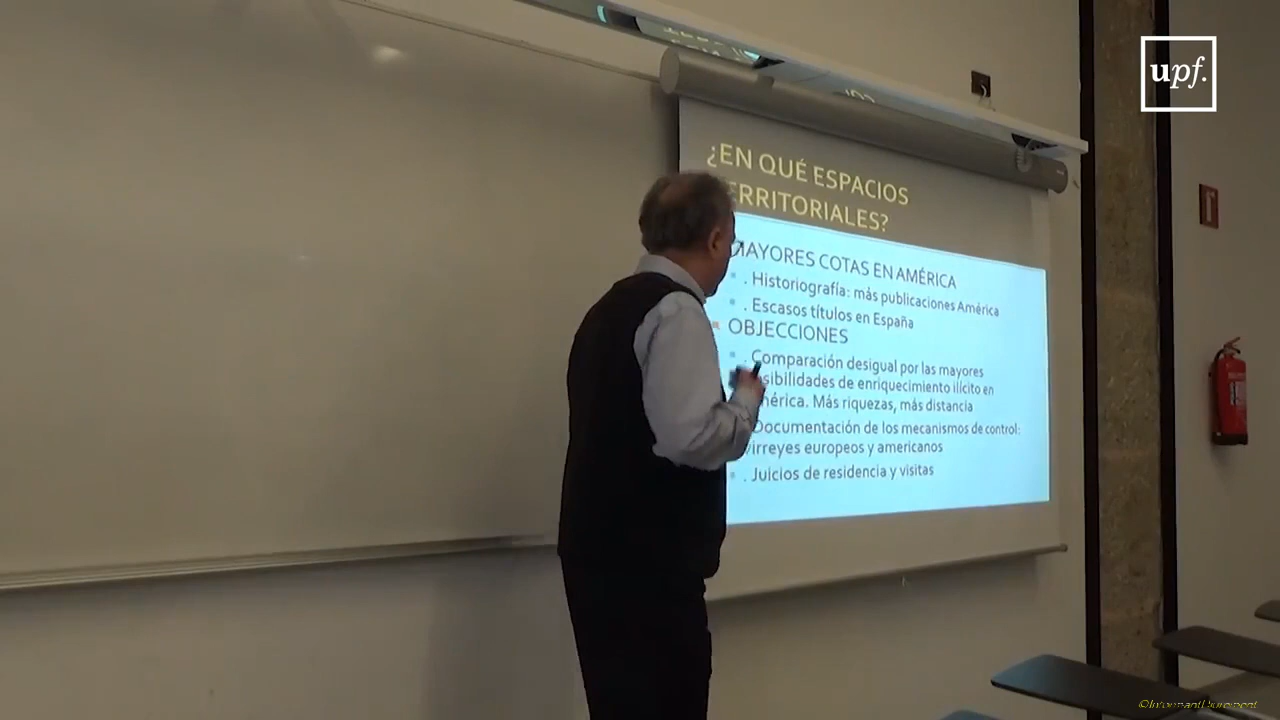 upf.
¿EN QUÉ ESPACIOS
ERRITORIALES?
MAYORES COTAS EN AMÉRICA
. Historiografía: más publicaciones América
. Escasos títulos en España
OBJECCIONES
. Comparación desigual por las mayores
sibilidades de enriquecimiento ilícito en
mérica. Más riquezas, más distancia
Documentación de los mecanismos de control:
virreyes europeos y americanos
. Juicios de residencia y visitas